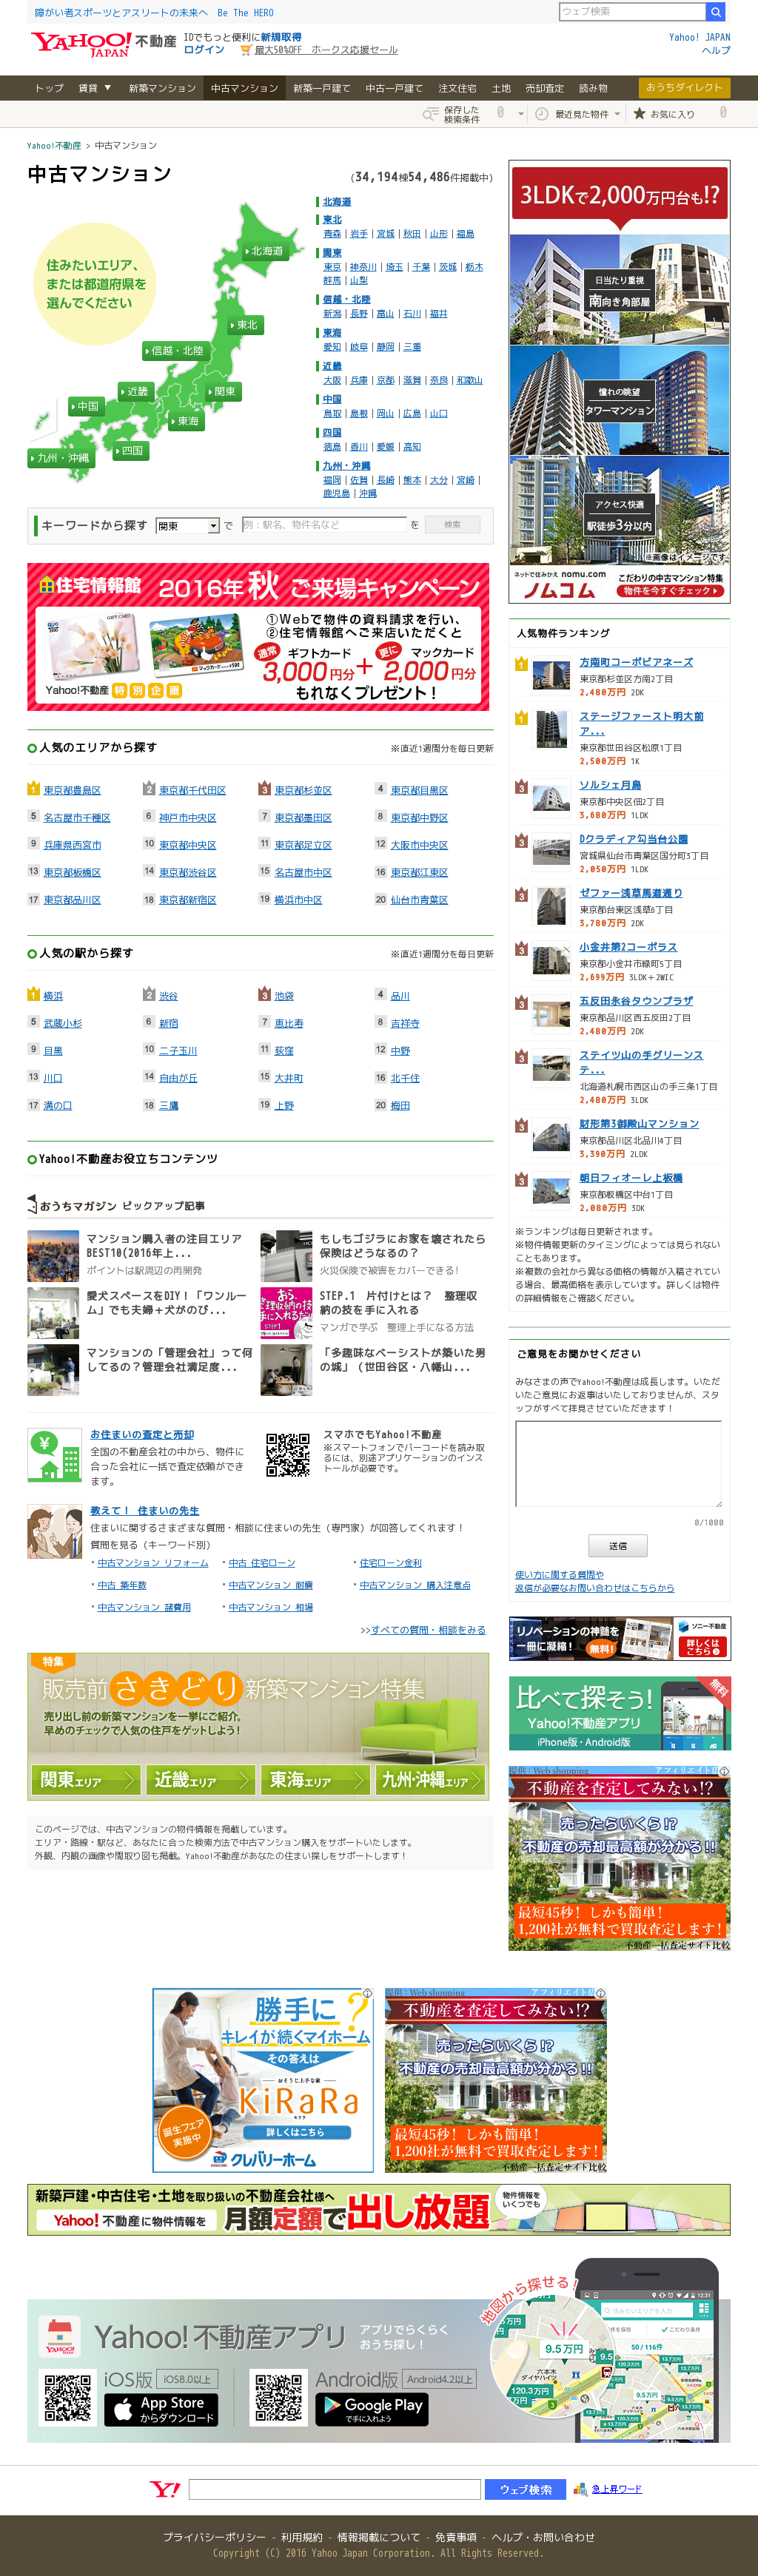 障がい者スポーツとアスリートの未来へ　Be The HERO
ウェブ検索
YAHOO! JAPAN 不動産
IDでもっと便利に新規取得
ログイン
最大50%OFF　ホークス応援セール
Yahoo! JAPAN
ヘルプ
トップ 賃貸 ▼ 新築マンション 中古マンション 新築一戸建て 中古一戸建て 注文住宅 土地 売却査定 読み物 おうちダイレクト
保存した検索条件 0 最近見た物件 お気に入り 0
Yahoo!不動産 > 中古マンション
中古マンション
(34,194棟54,486件掲載中)
住みたいエリア、
または都道府県を
選んでください
北海道
東北
信越・北陸
近畿
関東
中国
東海
四国
九州・沖縄
北海道
東北
青森 | 岩手 | 宮城 | 秋田 | 山形 | 福島
関東
東京 | 神奈川 | 埼玉 | 千葉 | 茨城 | 栃木
群馬 | 山梨
信越・北陸
新潟 | 長野 | 富山 | 石川 | 福井
東海
愛知 | 岐阜 | 静岡 | 三重
近畿
大阪 | 兵庫 | 京都 | 滋賀 | 奈良 | 和歌山
中国
鳥取 | 島根 | 岡山 | 広島 | 山口
四国
徳島 | 香川 | 愛媛 | 高知
九州・沖縄
福岡 | 佐賀 | 長崎 | 熊本 | 大分 | 宮崎 |
鹿児島 | 沖縄
キーワードから探す 関東 で 例：駅名、物件名など を 検索
住宅情報館 2016年 秋 ご来場キャンペーン
①Webで物件の資料請求を行い、
②住宅情報館へご来店いただくと
通常 ギフトカード 3,000円分 + 更に マックカード 500円分
もれなくプレゼント！
Yahoo!不動産 特別企画
人気のエリアから探す
※直近1週間分を毎日更新
1 東京都豊島区 2 東京都千代田区 3 東京都杉並区 4 東京都目黒区
5 名古屋市千種区 6 神戸市中央区 7 東京都墨田区 8 東京都中野区
9 兵庫県西宮市 10 東京都中央区 11 東京都足立区 12 大阪市中央区
13 東京都板橋区 14 東京都渋谷区 15 名古屋市中区 16 東京都江東区
17 東京都品川区 18 東京都新宿区 19 横浜市中区 20 仙台市青葉区
人気の駅から探す
※直近1週間分を毎日更新
1 横浜 2 渋谷 3 池袋 4 品川
5 武蔵小杉 6 新宿 7 恵比寿 8 吉祥寺
9 目黒 10 二子玉川 11 荻窪 12 中野
13 川口 14 自由が丘 15 大井町 16 北千住
17 溝の口 18 三鷹 19 上野 20 梅田
Yahoo!不動産お役立ちコンテンツ
おうちマガジン ピックアップ記事
マンション購入者の注目エリアBEST10(2016年上...
ポイントは駅周辺の再開発
もしもゴジラにお家を壊されたら保険はどうなるの？
火災保険で被害をカバーできる!
愛犬スペースをDIY！「ワンルーム」でも夫婦＋犬がのび...
STEP.1　片付けとは？　整理収納の技を手に入れる
マンガで学ぶ　整理上手になる方法
マンションの「管理会社」って何してるの？管理会社満足度...
「多趣味なベーシストが築いた男の城」（世田谷区・八幡山...
お住まいの査定と売却
全国の不動産会社の中から、物件に合った会社に一括で査定依頼ができます。
スマホでもYahoo!不動産
※スマートフォンでバーコードを読み取るには、別途アプリケーションのインストールが必要です。
教えて！ 住まいの先生
住まいに関するさまざまな質問・相談に住まいの先生（専門家）が回答してくれます！
質問を見る（キーワード別）
・中古マンション リフォーム ・中古 住宅ローン ・住宅ローン金利
・中古 築年数 ・中古マンション 耐震 ・中古マンション 購入注意点
・中古マンション 諸費用 ・中古マンション 相場
>>すべての質問・相談をみる
特集
販売前さきどり新築マンション特集
売り出し前の新築マンションを一挙にご紹介。
早めのチェックで人気の住戸をゲットしよう！
関東エリア 近畿エリア 東海エリア 九州・沖縄エリア
このページでは、中古マンションの物件情報を掲載しています。
エリア・路線・駅など、あなたに合った検索方法で中古マンション購入をサポートいたします。
外観、内観の画像や間取り図も掲載。Yahoo!不動産があなたの住まい探しをサポートします！
3LDKで2,000万円台も!?
日当たり重視
南向き角部屋
憧れの眺望
タワーマンション
アクセス快適
駅徒歩3分以内
※画像はイメージです
ネットで住みかえ nomu.com
ノムコム
こだわりの中古マンション特集
物件を今すぐチェック
人気物件ランキング
1 方南町コーポビアネーズ
東京都杉並区方南2丁目
2,480万円 2DK
1 ステージファースト明大前ア...
東京都世田谷区松原1丁目
2,500万円 1K
3 ソルシェ月島
東京都中央区佃2丁目
3,680万円 1LDK
3 Dクラディア勾当台公園
宮城県仙台市青葉区国分町3丁目
2,050万円 1LDK
3 ゼファー浅草馬道通り
東京都台東区浅草6丁目
3,780万円 2DK
3 小金井第2コーポラス
東京都小金井市緑町5丁目
2,699万円 3LDK＋2WIC
3 五反田永谷タウンプラザ
東京都品川区西五反田2丁目
2,480万円 2DK
3 ステイツ山の手グリーンステ...
北海道札幌市西区山の手三条1丁目
2,480万円 3LDK
3 財形第3御殿山マンション
東京都品川区北品川4丁目
3,390万円 2LDK
3 朝日フィオーレ上板橋
東京都板橋区中台1丁目
2,080万円 3DK
※ランキングは毎日更新されます。
※物件情報更新のタイミングによっては見られないこともあります。
※複数の会社から異なる価格の情報が入稿されている場合、最高価格を表示しています。詳しくは物件の詳細情報をご確認ください。
ご意見をお聞かせください
みなさまの声でYahoo!不動産は成長します。いただいたご意見にお返事はいたしておりませんが、スタッフがすべて拝見させていただきます！
0/1000
送信
使い方に関する質問や
返信が必要なお問い合わせはこちらから
リノベーションの神髄を一冊に凝縮！ 無料! ソニー不動産 詳しくはこちら
比べて探そう！ 無料
Yahoo!不動産アプリ
iPhone版・Android版
提供：Web shopping アフィリエイト広
不動産を査定してみない!?
売ったらいくら!?
不動産の売却最高額が分かる!!
最短45秒！しかも簡単！
1,200社が無料で買取査定します！
不動産一括査定サイト比較
勝手に？
キレイが続くマイホーム
その答えは
おそうじ上手な家
KiRaRa
詳しくはこちら
誕生フェア実施中
クレバリーホーム
提供：Web shopping アフィリエイト広
不動産を査定してみない!?
売ったらいくら!?
不動産の売却最高額が分かる!!
最短45秒！しかも簡単！
1,200社が無料で買取査定します！
不動産一括査定サイト比較
新築戸建・中古住宅・土地を取り扱いの不動産会社様へ
Yahoo!不動産に物件情報を 月額定額で出し放題
物件情報をいくつでも
地図から探せる！
Yahoo!不動産アプリ
アプリでらくらく
おうち探し！
iOS版 iOS8.0以上
App Store からダウンロード
Android版 Android4.2以上
Google Play で手に入れよう
ウェブ検索 急上昇ワード
プライバシーポリシー - 利用規約 - 情報掲載について - 免責事項 - ヘルプ・お問い合わせ
Copyright (C) 2016 Yahoo Japan Corporation. All Rights Reserved.